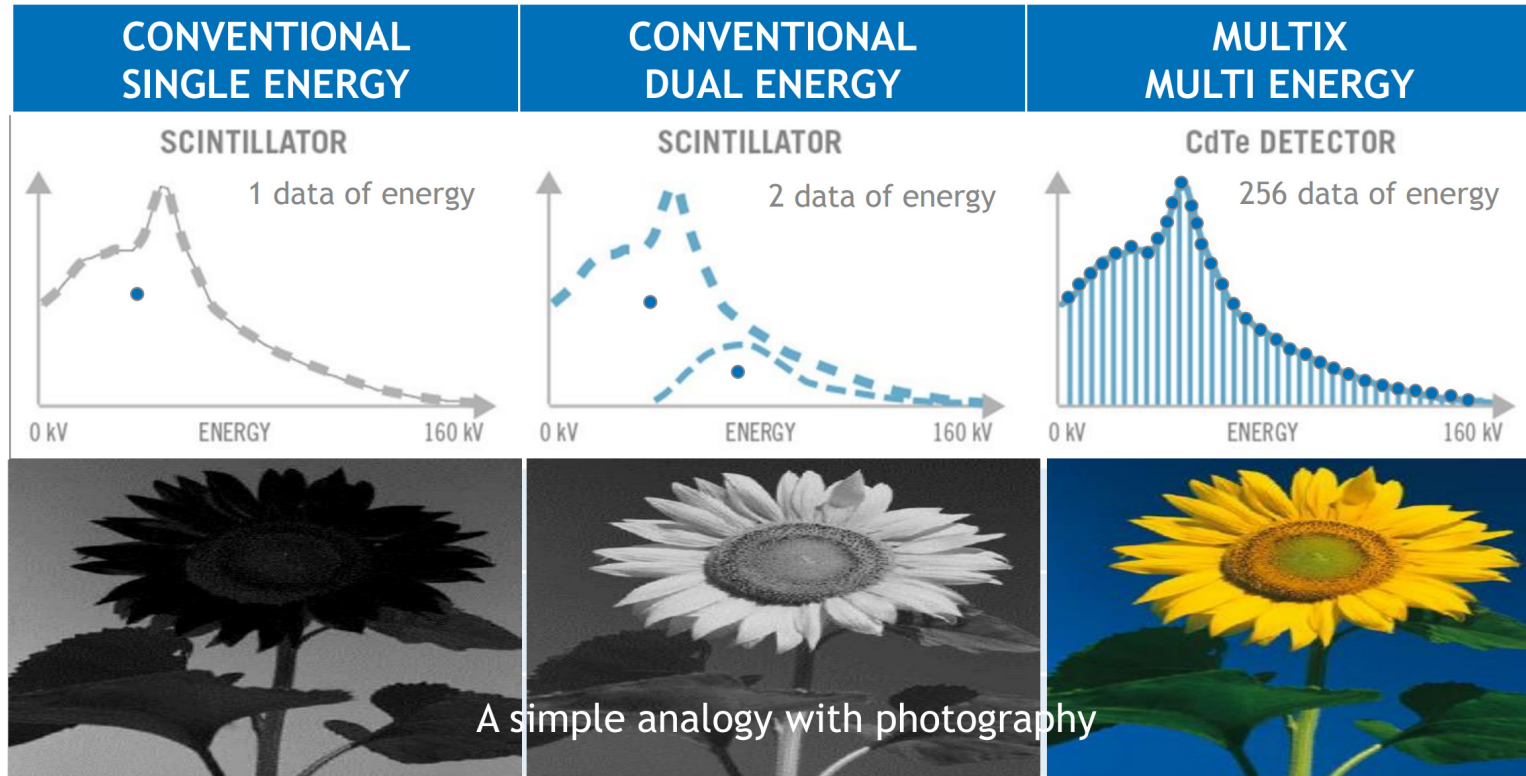 CONVENTIONAL
SINGLE ENERGY
CONVENTIONAL
DUAL ENERGY
MULTIX
MULTI ENERGY
SCINTILLATOR
1 data of energy
0 kV ENERGY 160 kV
SCINTILLATOR
2 data of energy
0 kV ENERGY 160 kV
CdTe DETECTOR
256 data of energy
0 kV ENERGY 160 kV
A simple analogy with photography